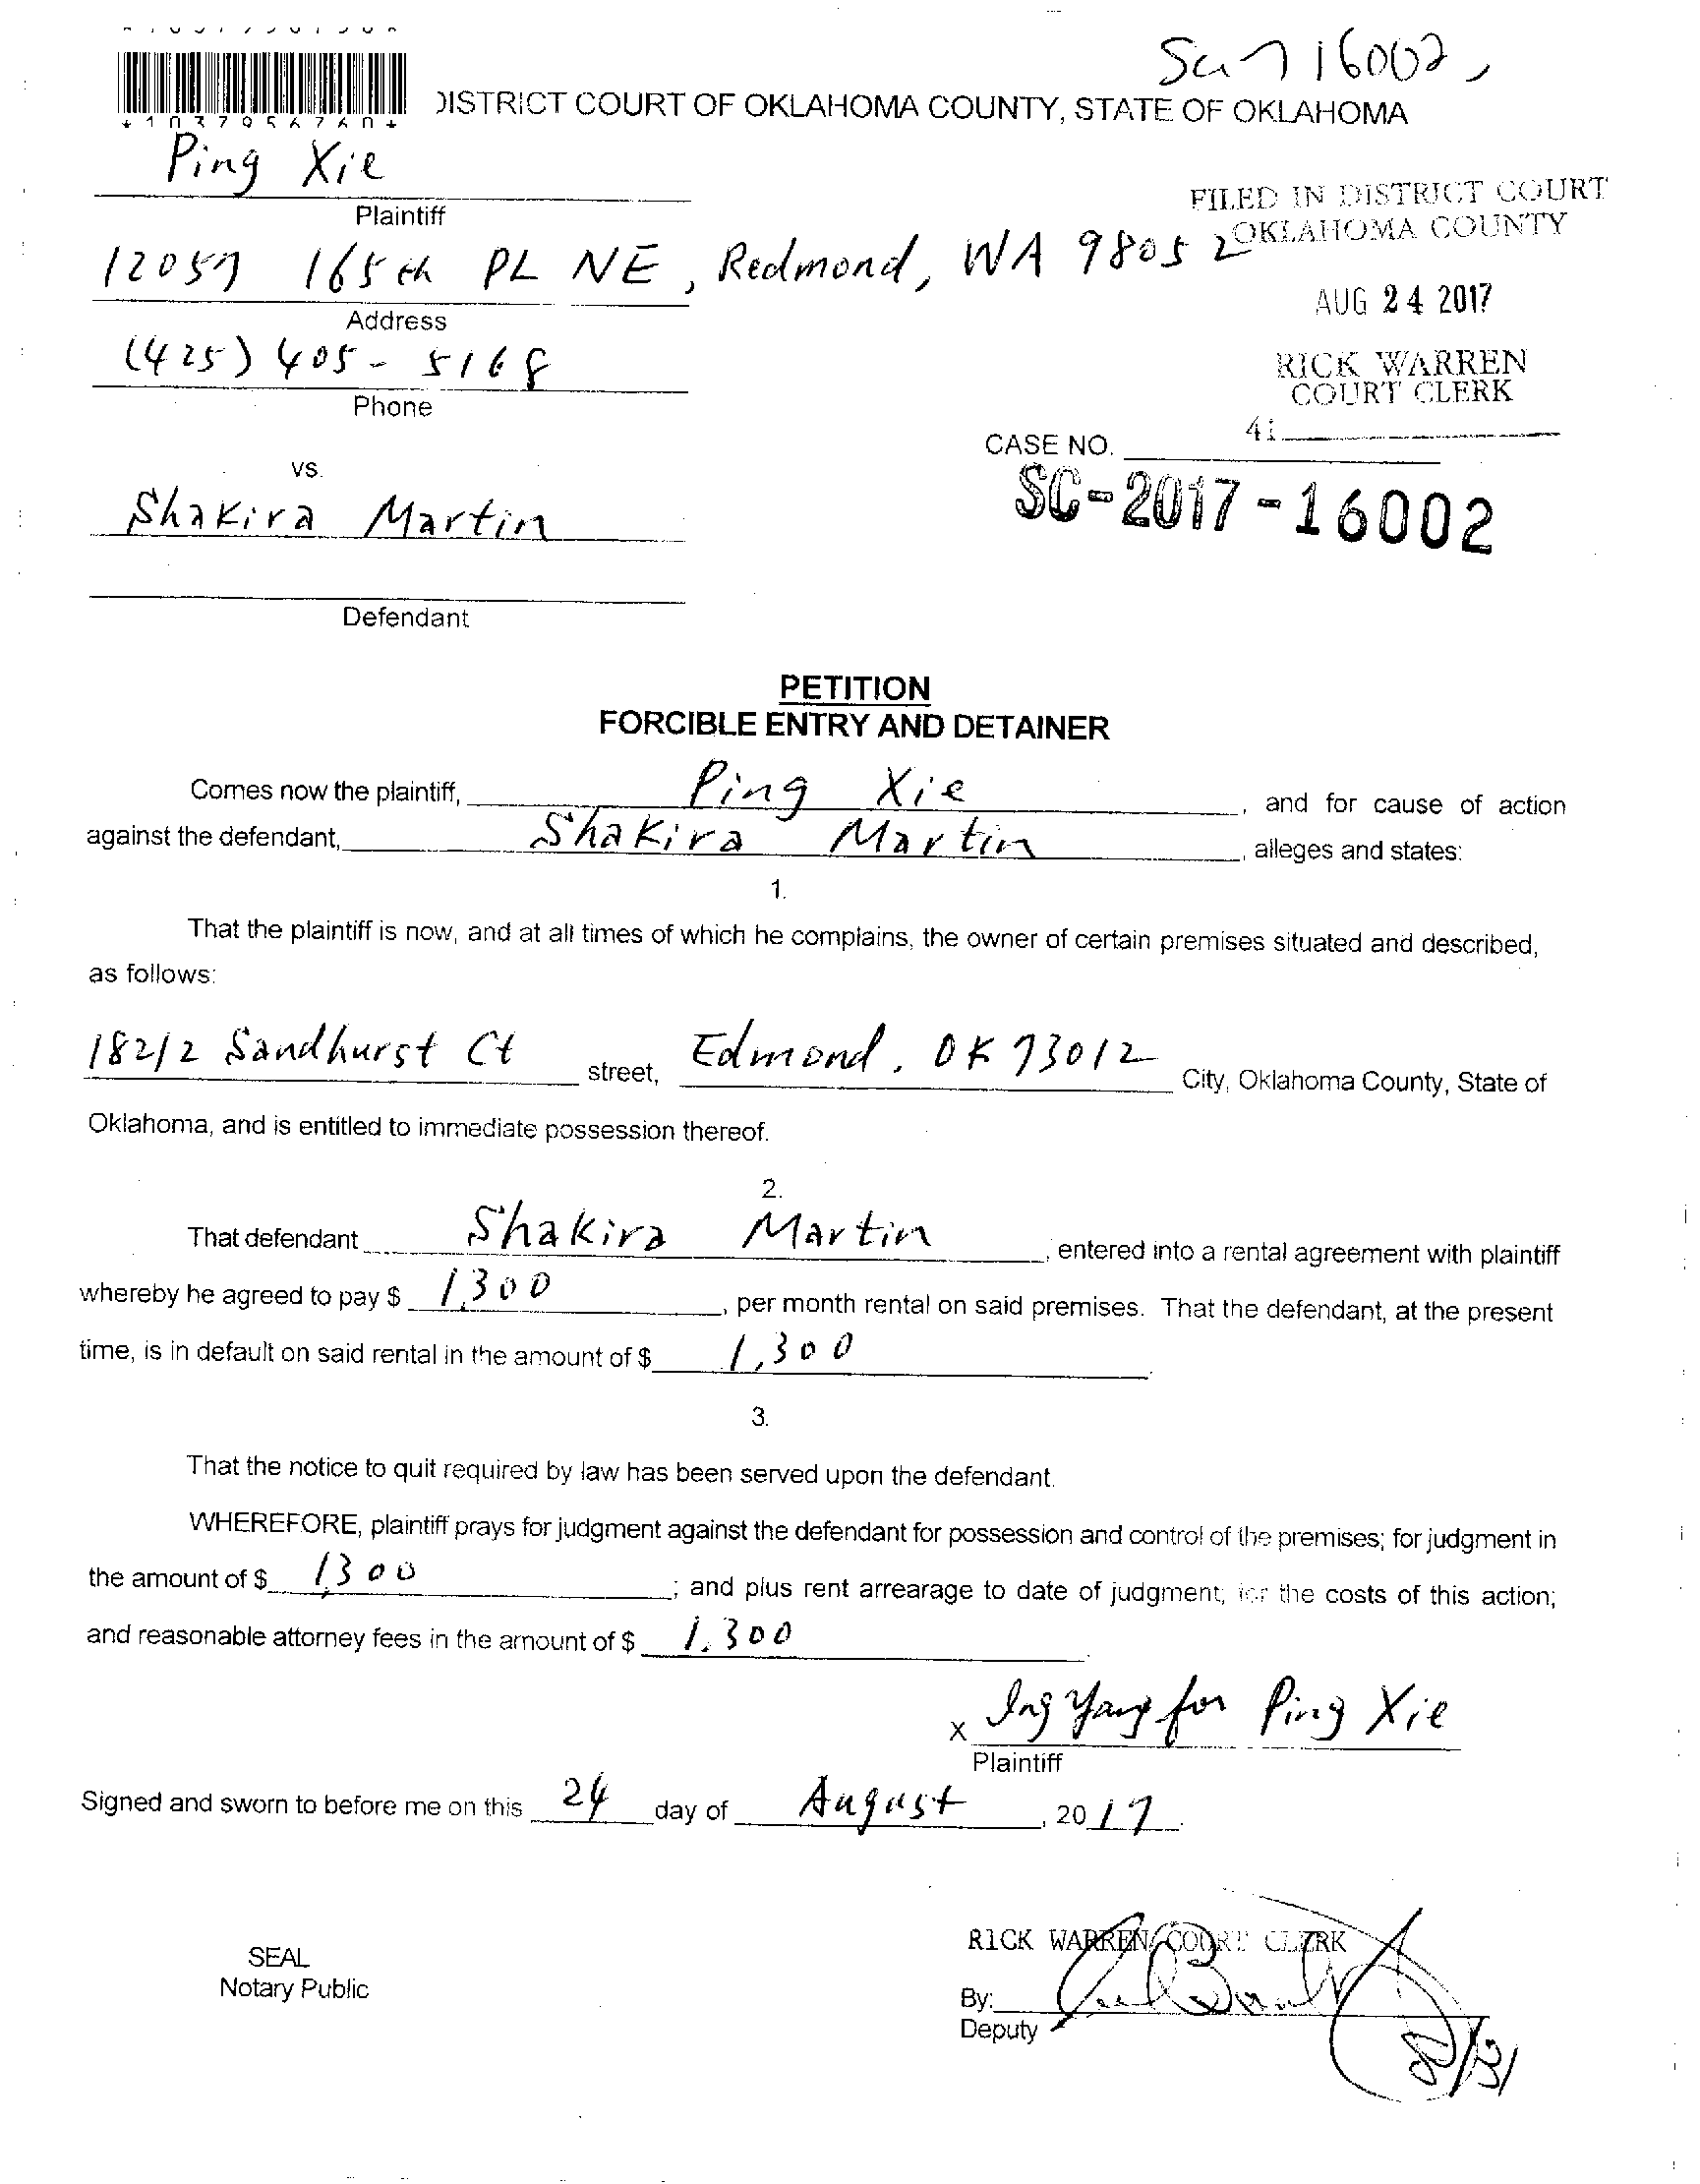 SC17 16002,
*1037956760*
DISTRICT COURT OF OKLAHOMA COUNTY, STATE OF OKLAHOMA
Ping Xie
Plaintiff
FILED IN DISTRICT COURT
OKLAHOMA COUNTY
12057 165th PL NE, Redmond, WA 98052
Address
AUG 24 2017
(425) 405-5168
Phone
RICK WARREN
COURT CLERK
41
CASE NO.
SC-2017-16002
vs.
Shakira Martin
Defendant
PETITION
FORCIBLE ENTRY AND DETAINER
Comes now the plaintiff, Ping Xie, and for cause of action
against the defendant, Shakira Martin, alleges and states:
1.
That the plaintiff is now, and at all times of which he complains, the owner of certain premises situated and described,
as follows:
18212 Sandhurst Ct street, Edmond, OK 73012 City, Oklahoma County, State of
Oklahoma, and is entitled to immediate possession thereof.
2.
That defendant Shakira Martin, entered into a rental agreement with plaintiff
whereby he agreed to pay $ 1,300, per month rental on said premises. That the defendant, at the present
time, is in default on said rental in the amount of $ 1,300.
3.
That the notice to quit required by law has been served upon the defendant.
WHEREFORE, plaintiff prays for judgment against the defendant for possession and control of the premises; for judgment in
the amount of $ 1,300; and plus rent arrearage to date of judgment; for the costs of this action;
and reasonable attorney fees in the amount of $ 1,300.
x Ing Yang for Ping Xie
Plaintiff
Signed and sworn to before me on this 24 day of August, 2017.
SEAL
Notary Public
RICK WARREN COURT CLERK
By:
Deputy